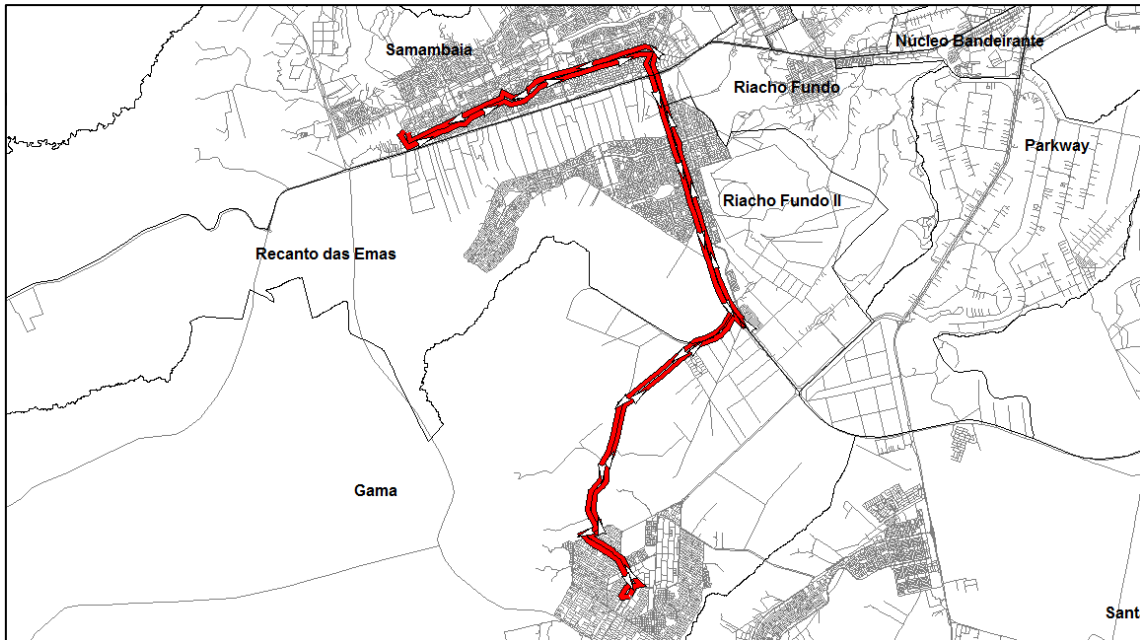 Núcleo Bandeirante
Samambaia
Riacho Fundo
Parkway
Riacho Fundo II
Recanto das Emas
Gama
Sant